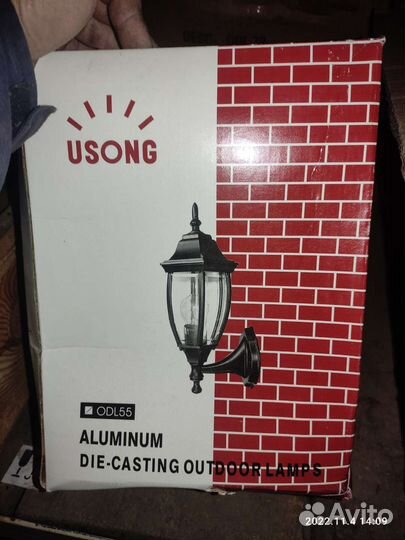 USONG
ODL55
ALUMINUM
DIE-CASTING OUTDOOR LAMPS
Avito
2022.11.4 14:09